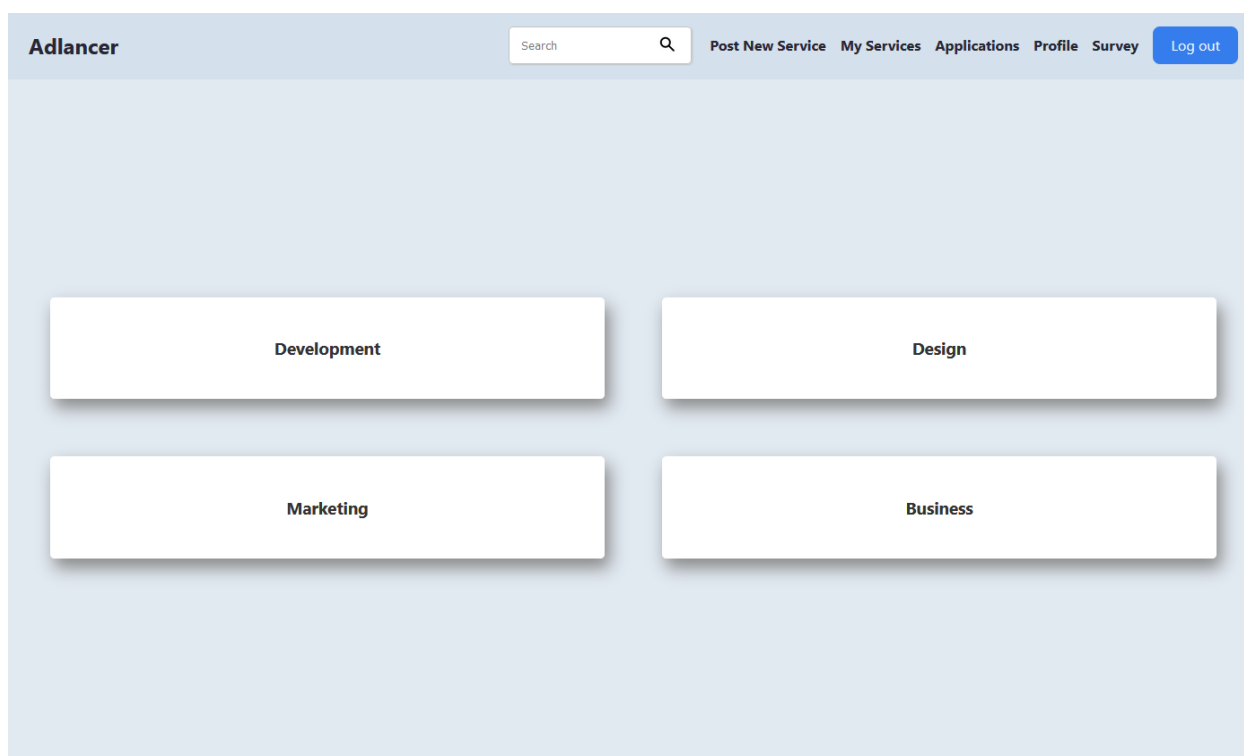 Adlancer Search Post New Service My Services Applications Profile Survey Log out
Development Design
Marketing Business